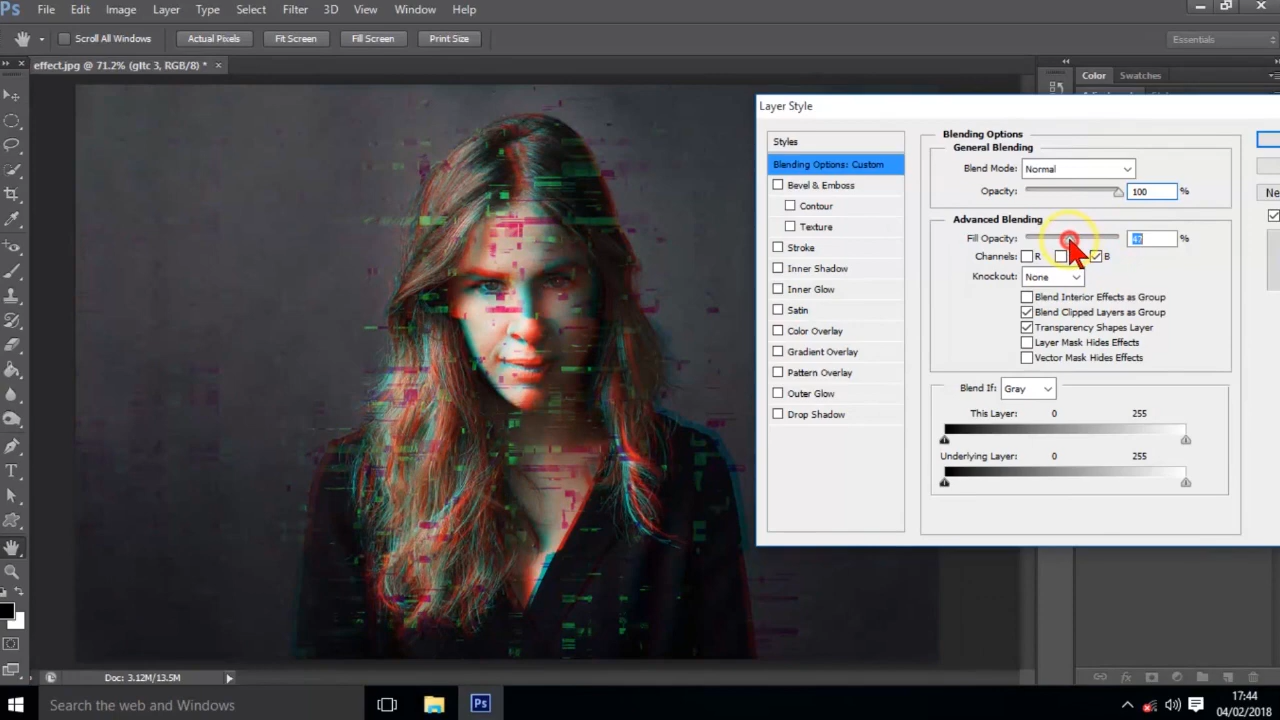 Ps File Edit Image Layer Type Select Filter 3D View Window Help
Scroll All Windows Actual Pixels Fit Screen Fill Screen Print Size Essentials
effect.jpg @ 71.2% (gltc 3, RGB/8) * × Color Swatches
Layer Style
Styles
Blending Options: Custom
Bevel & Emboss
Contour
Texture
Stroke
Inner Shadow
Inner Glow
Satin
Color Overlay
Gradient Overlay
Pattern Overlay
Outer Glow
Drop Shadow
Blending Options
General Blending
Blend Mode: Normal
Opacity: 100 %
Advanced Blending
Fill Opacity: 47 %
Channels: R B
Knockout: None
Blend Interior Effects as Group
Blend Clipped Layers as Group
Transparency Shapes Layer
Layer Mask Hides Effects
Vector Mask Hides Effects
Blend If: Gray
This Layer: 0 255
Underlying Layer: 0 255
Ne
Doc: 3.12M/13.5M
Search the web and Windows
Ps
17:44
04/02/2018